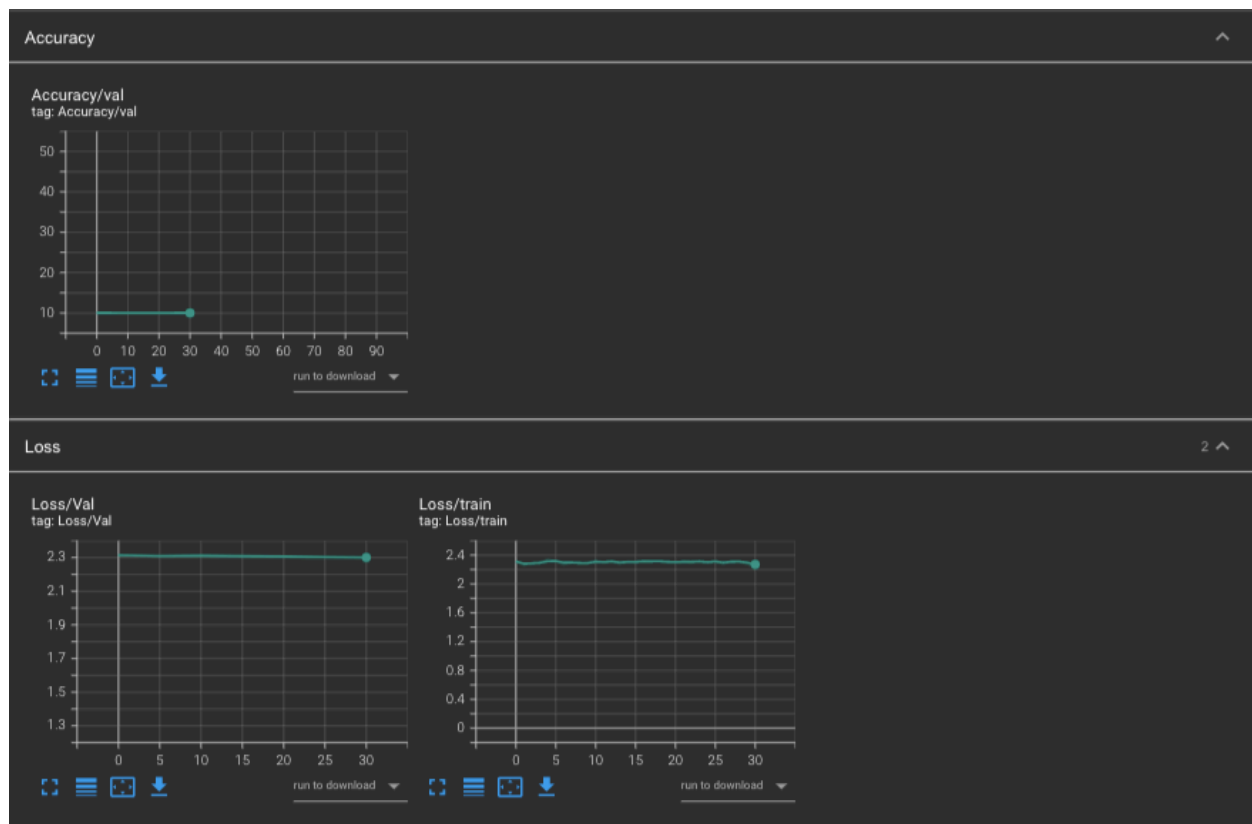 Accuracy
Accuracy/val
tag: Accuracy/val
50
40
30
20
10
0 10 20 30 40 50 60 70 80 90
run to download
Loss
2
Loss/Val
tag: Loss/Val
2.3
2.1
1.9
1.7
1.5
1.3
0 5 10 15 20 25 30
run to download
Loss/train
tag: Loss/train
2.4
2
1.6
1.2
0.8
0.4
0
0 5 10 15 20 25 30
run to download